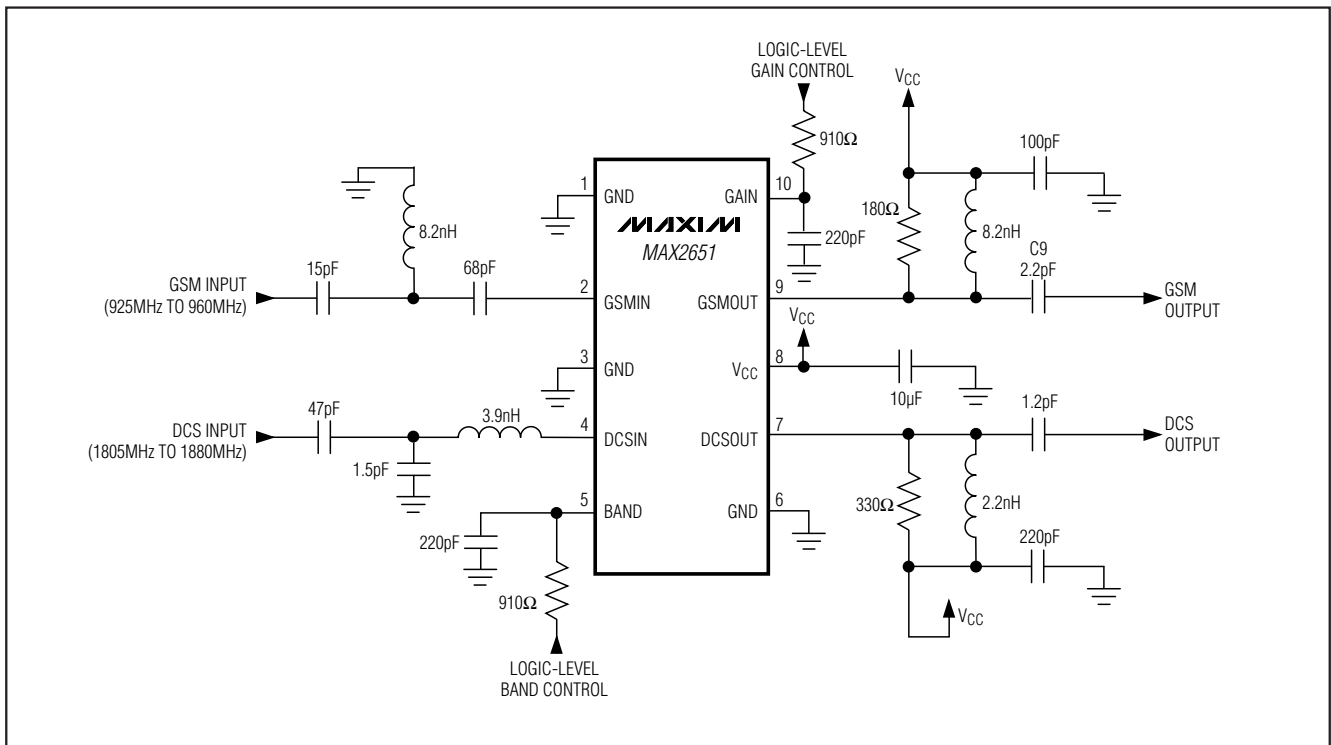 LOGIC-LEVEL
GAIN CONTROL
VCC
910Ω
100pF
1
GND
GAIN
10
180Ω
8.2nH
8.2nH
MAXIM
MAX2651
220pF
C9
2.2pF
15pF
68pF
GSM INPUT
(925MHz TO 960MHz)
2
GSMIN
GSMOUT
9
GSM
OUTPUT
VCC
3
GND
VCC
8
10µF
47pF
3.9nH
1.2pF
DCS INPUT
(1805MHz TO 1880MHz)
4
DCSIN
DCSOUT
7
DCS
OUTPUT
1.5pF
5
BAND
GND
6
330Ω
2.2nH
220pF
220pF
910Ω
VCC
LOGIC-LEVEL
BAND CONTROL